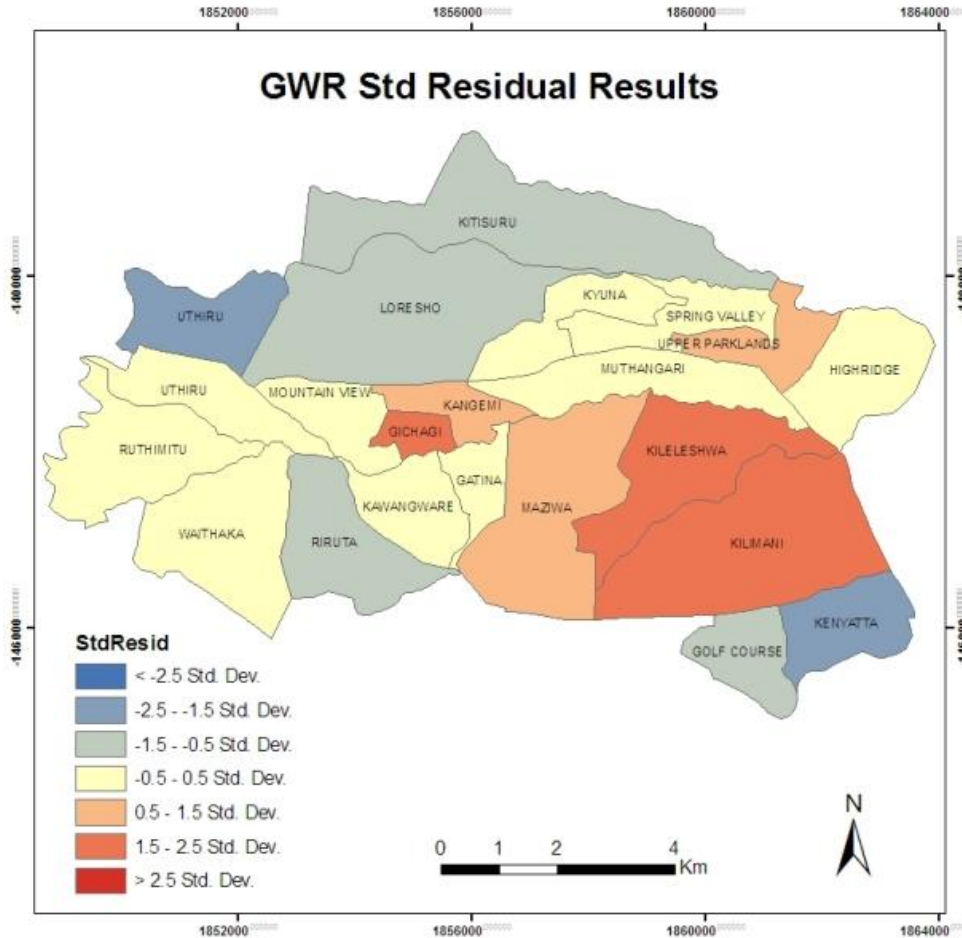 1852000 1856000 1860000 1864000
GWR Std Residual Results
KITISURU
-140000
UTHIRU
LORESHO
KYUNA
SPRING VALLEY
UPPER PARKLANDS
MUTHANGARI
HIGHRIDGE
UTHIRU
MOUNTAIN VIEW
KANGEMI
GICHAGI
RUTHIMITU
KILELESHWA
GATINA
KAWANGWARE
MAZIWA
WAITHAKA
RIRUTA
KILIMANI
-146000
KENYATTA
GOLF COURSE
StdResid
< -2.5 Std. Dev.
-2.5 - -1.5 Std. Dev.
-1.5 - -0.5 Std. Dev.
-0.5 - 0.5 Std. Dev.
0.5 - 1.5 Std. Dev.
1.5 - 2.5 Std. Dev.
> 2.5 Std. Dev.
N
0 1 2 4
Km
1852000 1856000 1860000 1864000